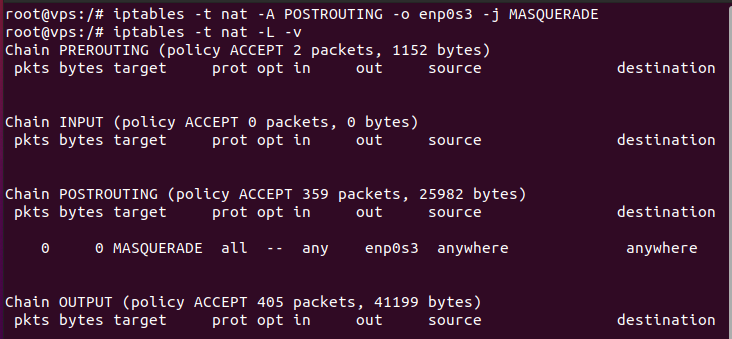 root@vps:/# iptables -t nat -A POSTROUTING -o enp0s3 -j MASQUERADE
root@vps:/# iptables -t nat -L -v
Chain PREROUTING (policy ACCEPT 2 packets, 1152 bytes)
 pkts bytes target     prot opt in     out     source               destination
Chain INPUT (policy ACCEPT 0 packets, 0 bytes)
 pkts bytes target     prot opt in     out     source               destination
Chain POSTROUTING (policy ACCEPT 359 packets, 25982 bytes)
 pkts bytes target     prot opt in     out     source               destination
    0     0 MASQUERADE  all  --  any    enp0s3  anywhere             anywhere
Chain OUTPUT (policy ACCEPT 405 packets, 41199 bytes)
 pkts bytes target     prot opt in     out     source               destination